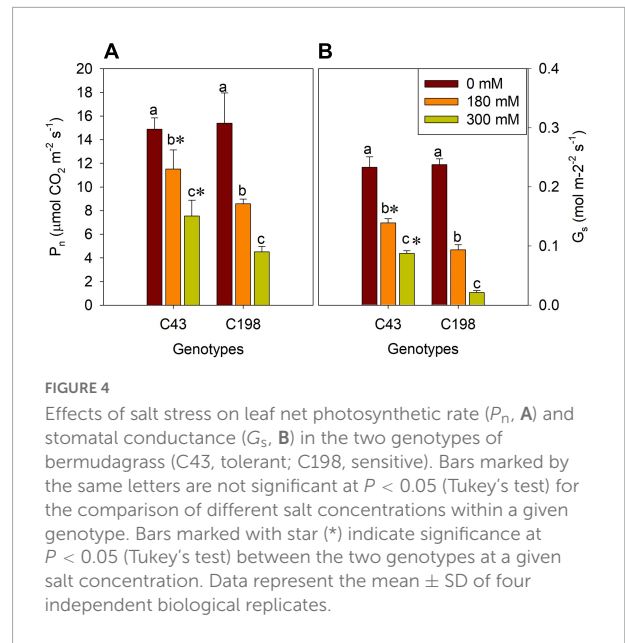 A
B
P_n (µmol CO_2 m^-2 s^-1)
20
18
16
14
12
10
8
6
4
2
0
a
b*
c*
a
b
c
C43
C198
Genotypes
0 mM
180 mM
300 mM
a
b*
c*
a
b
c
C43
C198
Genotypes
0.4
0.3
0.2
0.1
0.0
G_s (mol m-2^-2 s^-1)
FIGURE 4
Effects of salt stress on leaf net photosynthetic rate (P_n, A) and
stomatal conductance (G_s, B) in the two genotypes of
bermudagrass (C43, tolerant; C198, sensitive). Bars marked by
the same letters are not significant at P < 0.05 (Tukey’s test) for
the comparison of different salt concentrations within a given
genotype. Bars marked with star (*) indicate significance at
P < 0.05 (Tukey’s test) between the two genotypes at a given
salt concentration. Data represent the mean ± SD of four
independent biological replicates.